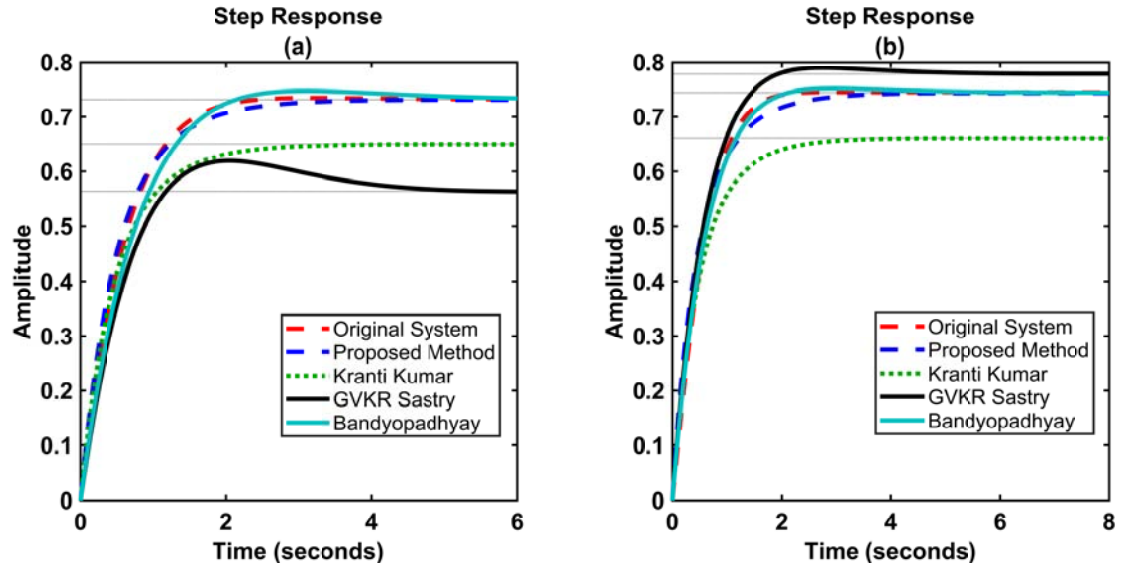 Step Response
(a)
Amplitude
0.8
0.7
0.6
0.5
0.4
0.3
0.2
0.1
0
0 2 4 6
Time (seconds)
Original System
Proposed Method
Kranti Kumar
GVKR Sastry
Bandyopadhyay
Step Response
(b)
Amplitude
0.8
0.7
0.6
0.5
0.4
0.3
0.2
0.1
0
0 2 4 6 8
Time (seconds)
Original System
Proposed Method
Kranti Kumar
GVKR Sastry
Bandyopadhyay